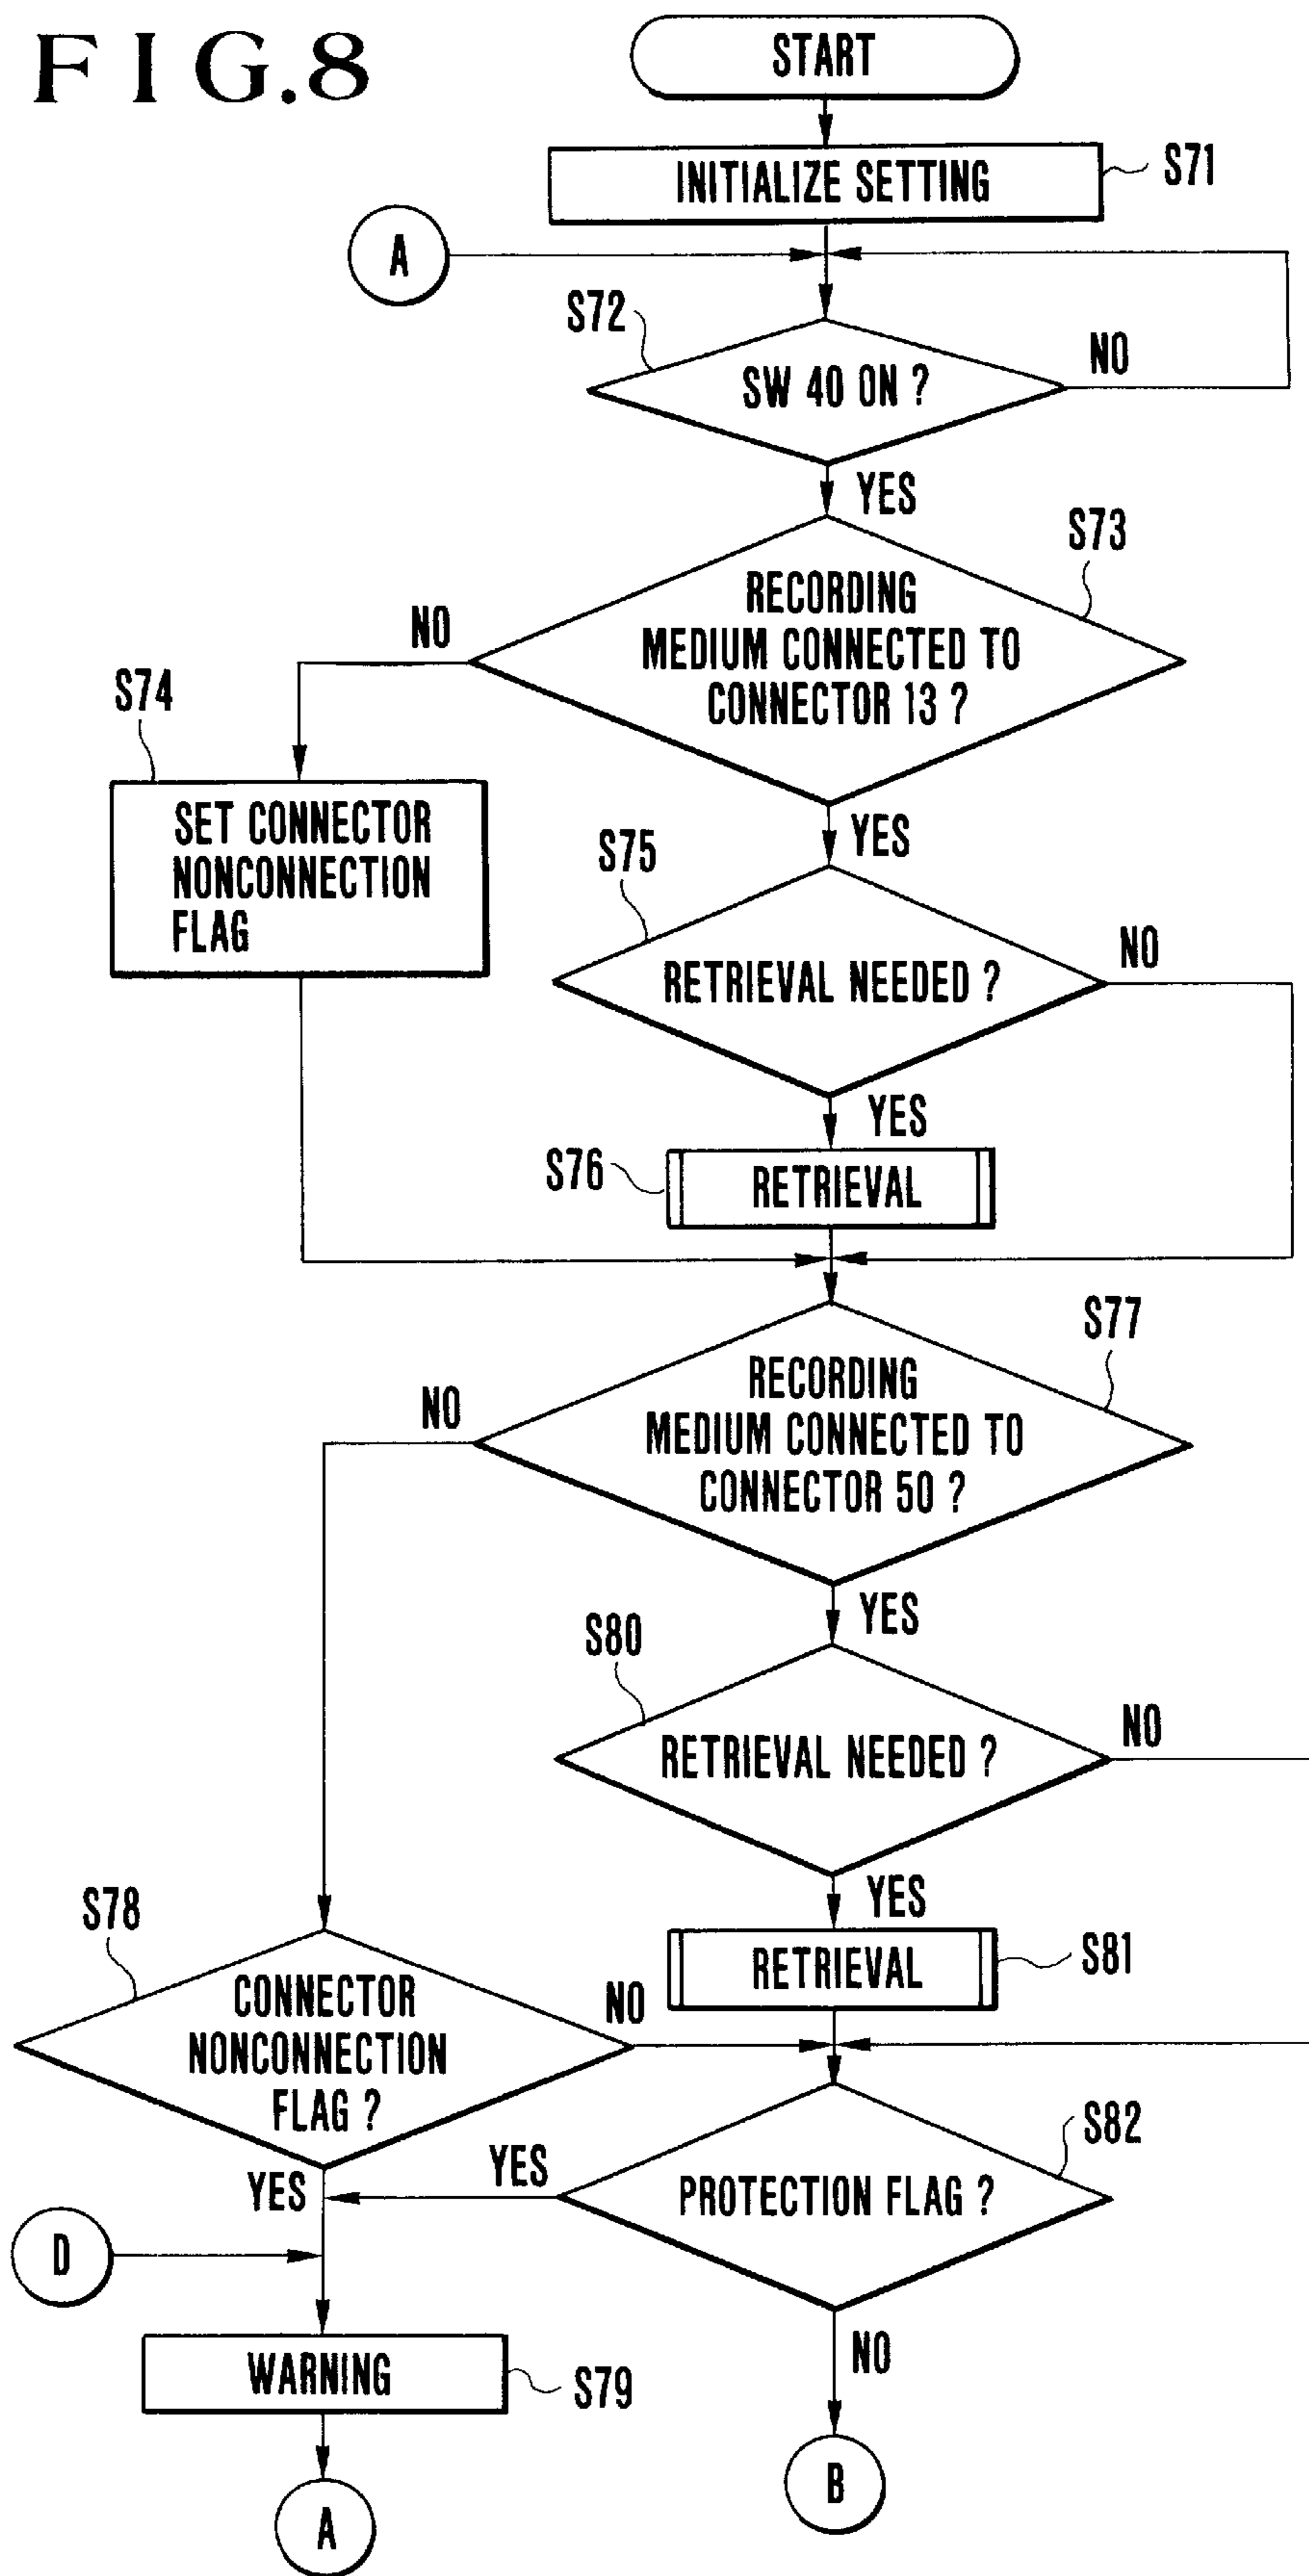 FIG.8
START
INITIALIZE SETTING
S71
A
S72
SW 40 ON ?
NO
YES
S73
RECORDING
MEDIUM CONNECTED TO
CONNECTOR 13 ?
NO
S74
SET CONNECTOR
NONCONNECTION
FLAG
YES
S75
RETRIEVAL NEEDED ?
NO
YES
S76
RETRIEVAL
S77
RECORDING
MEDIUM CONNECTED TO
CONNECTOR 50 ?
NO
YES
S80
RETRIEVAL NEEDED ?
NO
YES
S81
RETRIEVAL
S78
CONNECTOR
NONCONNECTION
FLAG ?
NO
YES
S82
PROTECTION FLAG ?
YES
NO
D
WARNING
S79
A
B